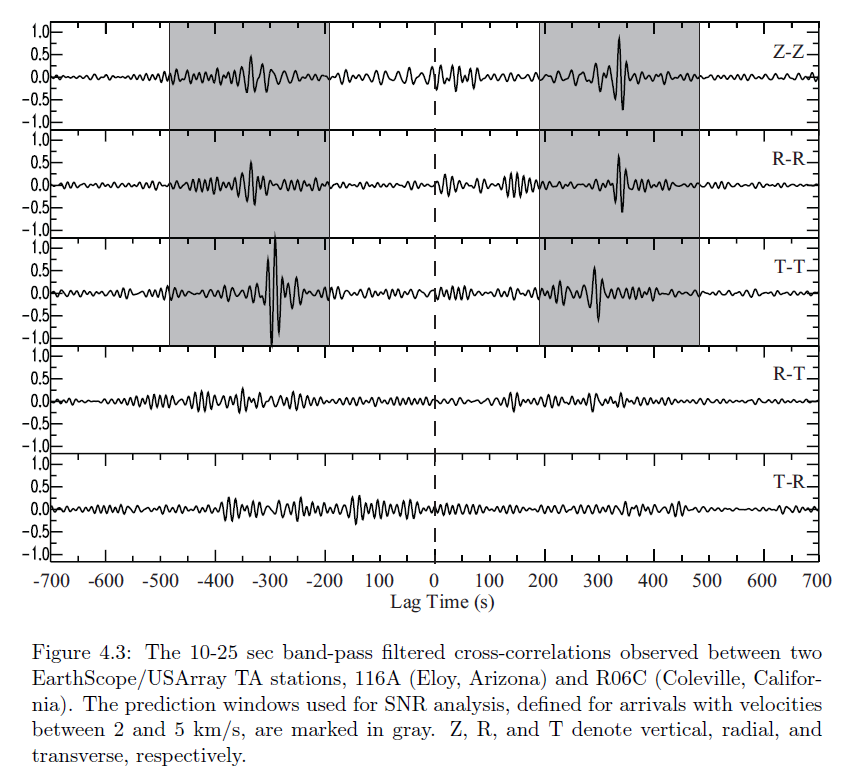 1.0
0.5
0.0
-0.5
-1.0
Z-Z
1.0
0.5
0.0
-0.5
-1.0
R-R
1.0
0.5
0.0
-0.5
-1.0
T-T
1.0
0.5
0.0
-0.5
-1.0
R-T
1.0
0.5
0.0
-0.5
-1.0
T-R
-700 -600 -500 -400 -300 -200 100 0 100 200 300 400 500 600 700
Lag Time (s)
Figure 4.3: The 10-25 sec band-pass filtered cross-correlations observed between two
EarthScope/USArray TA stations, 116A (Eloy, Arizona) and R06C (Coleville, Califor-
nia). The prediction windows used for SNR analysis, defined for arrivals with velocities
between 2 and 5 km/s, are marked in gray. Z, R, and T denote vertical, radial, and
transverse, respectively.